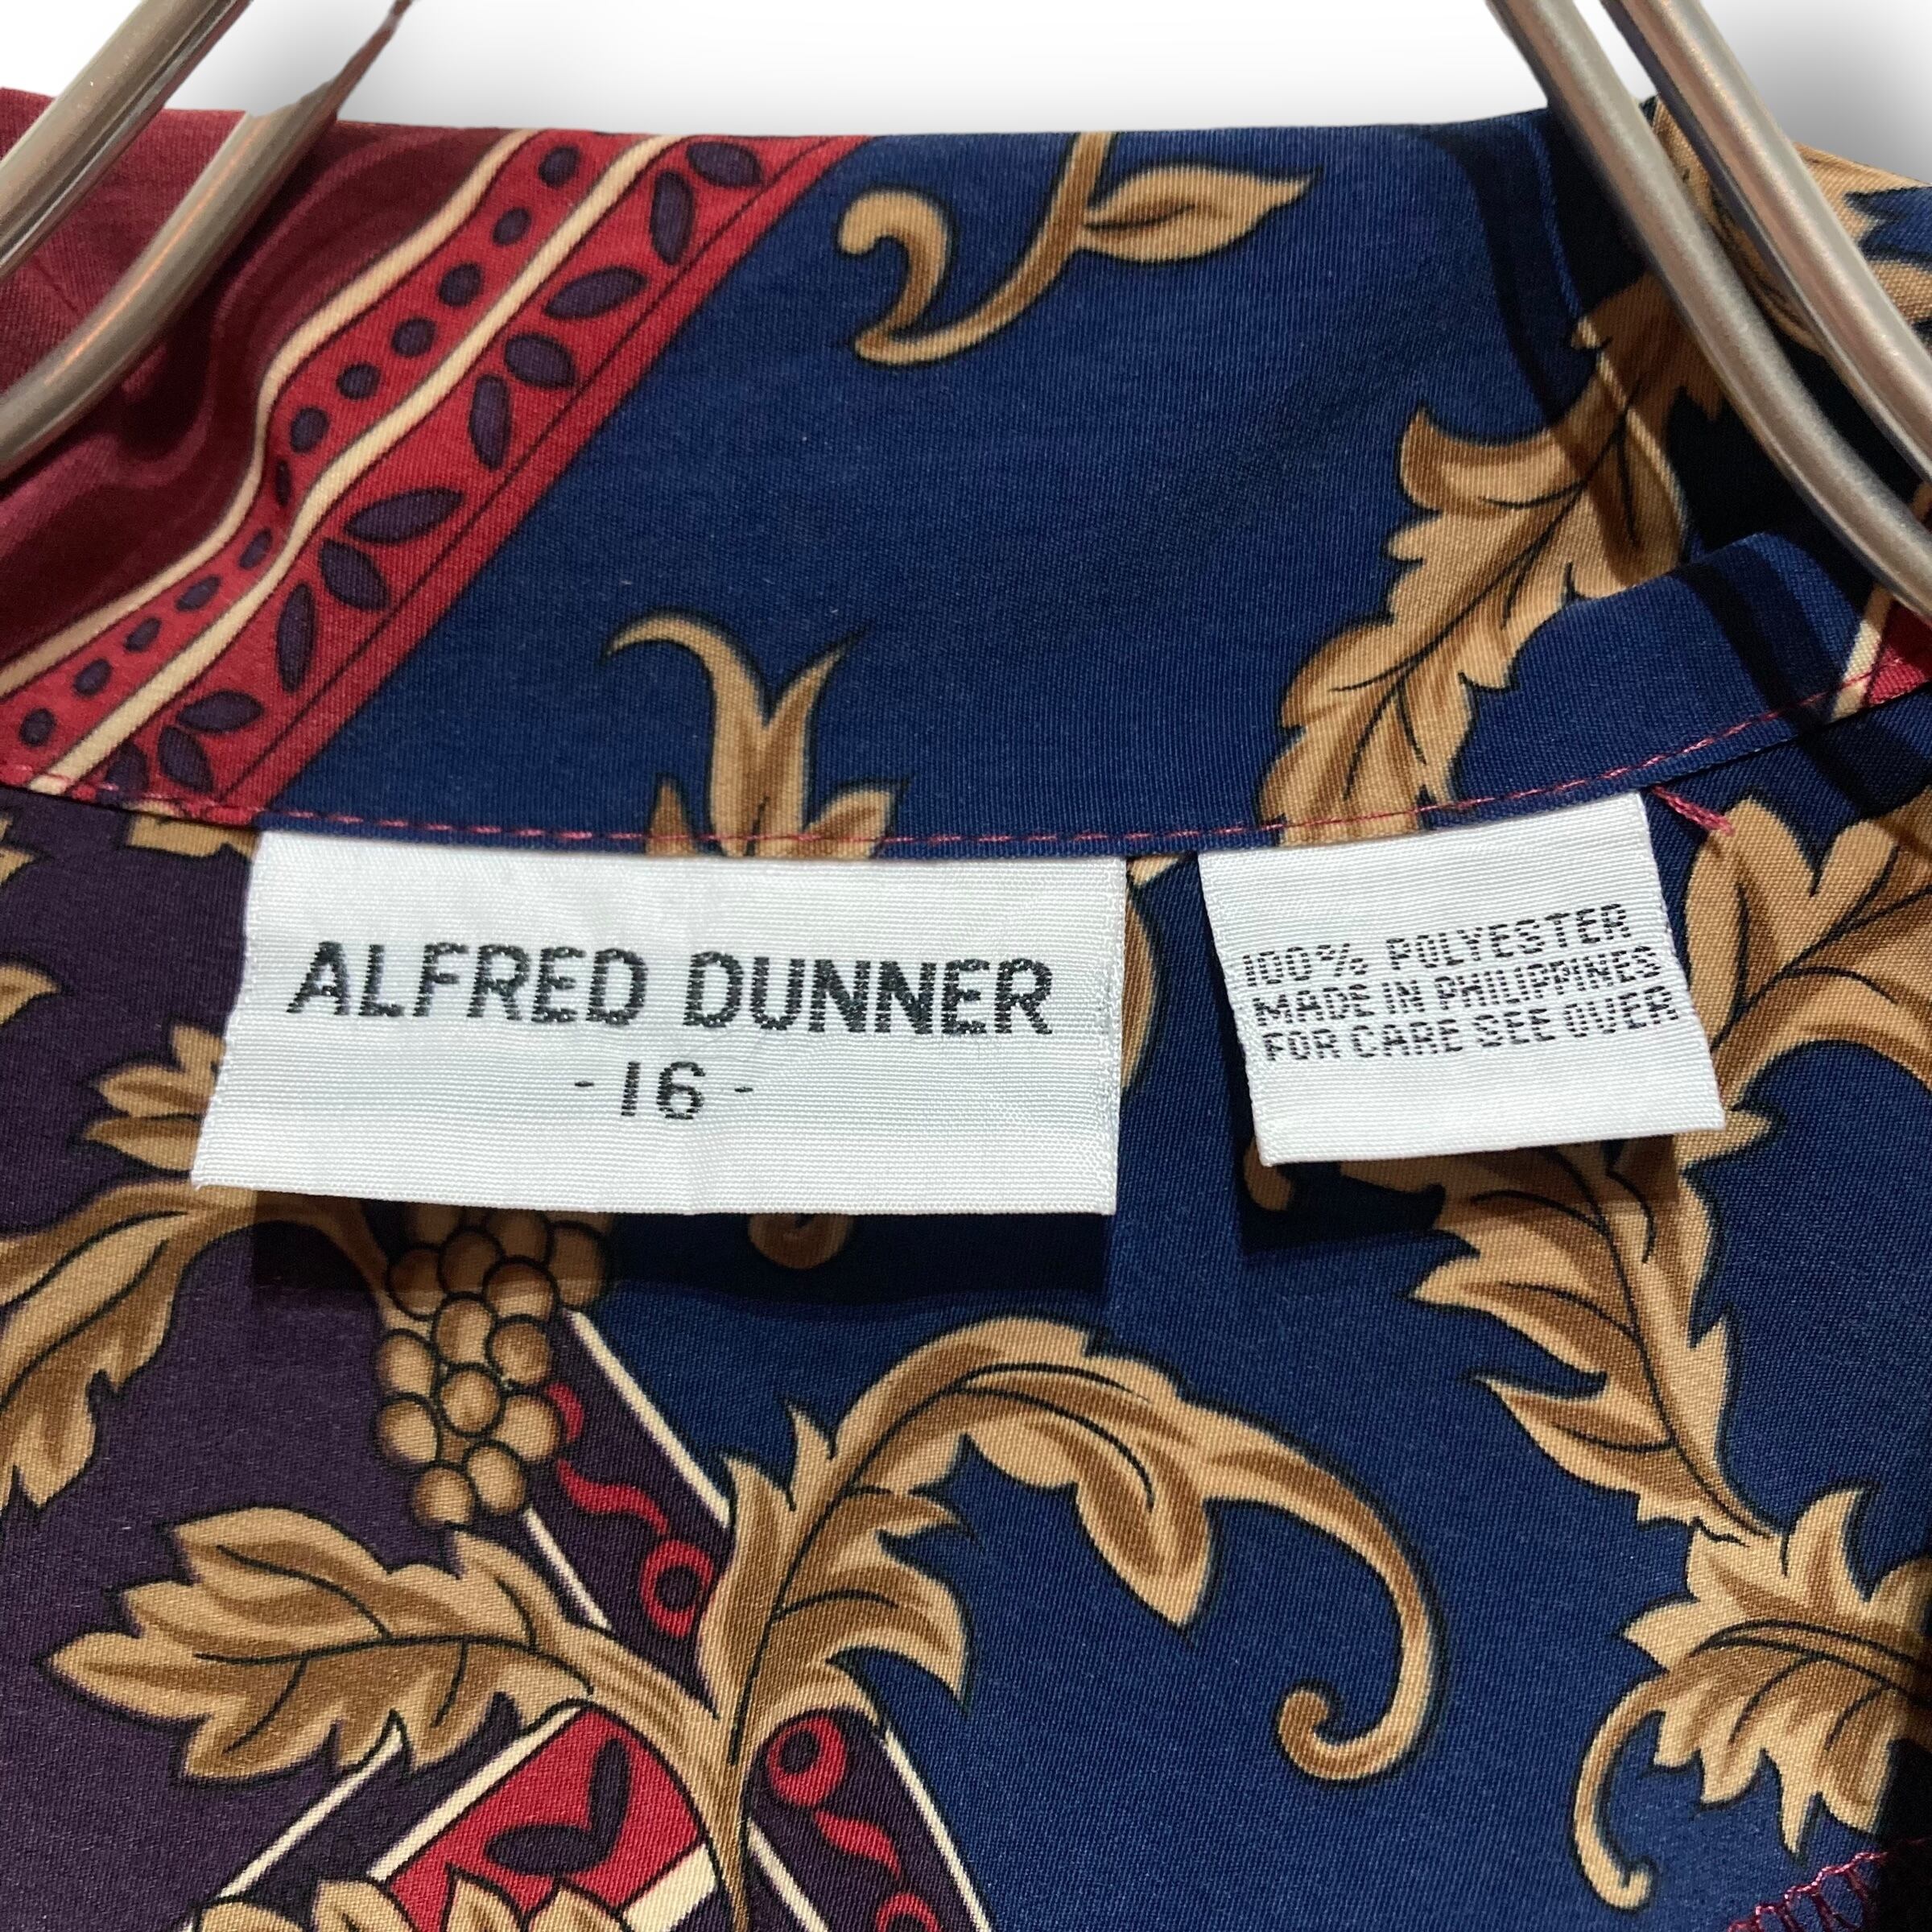 ALFRED DUNNER
- 16 -
100% POLYESTER
MADE IN PHILIPPINES
FOR CARE SEE OVER